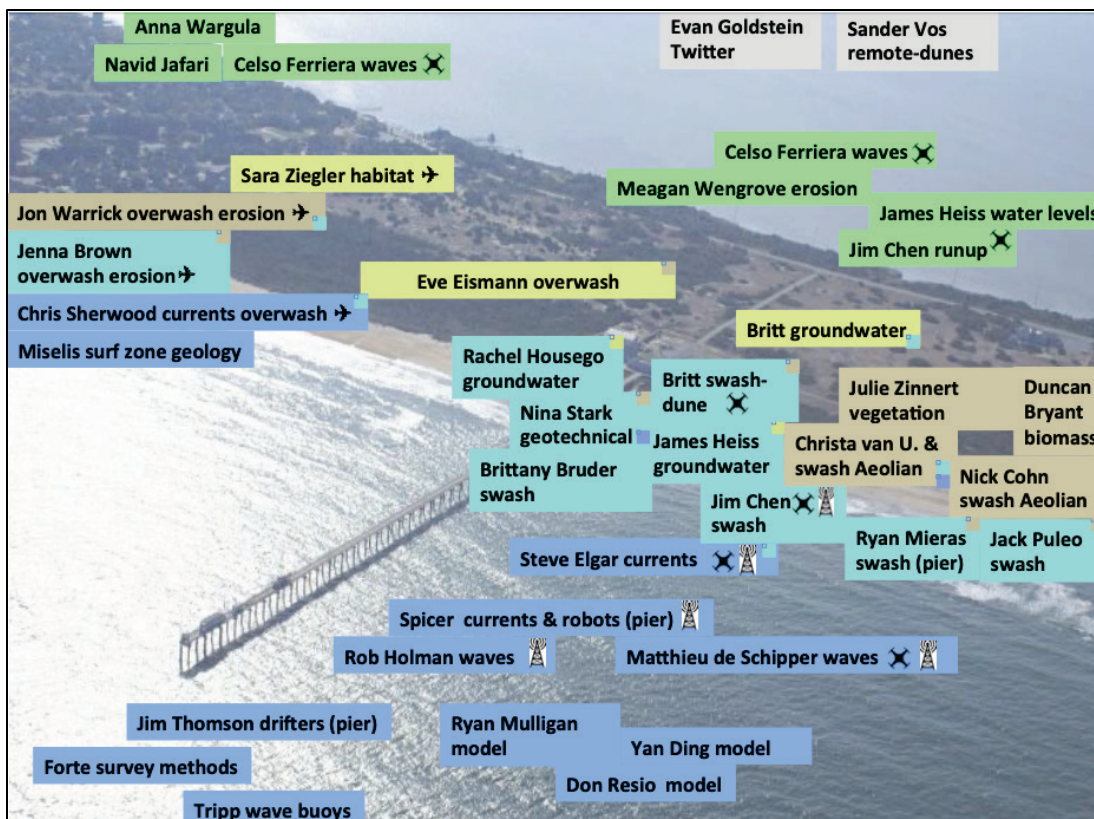 Anna Wargula
Navid Jafari
Celso Ferriera waves
Evan Goldstein
Twitter
Sander Vos
remote-dunes
Celso Ferriera waves
Sara Ziegler habitat
Meagan Wengrove erosion
Jon Warrick overwash erosion
James Heiss water levels
Jenna Brown
overwash erosion
Jim Chen runup
Eve Eismann overwash
Chris Sherwood currents overwash
Britt groundwater
Miselis surf zone geology
Rachel Housego
groundwater
Britt swash-
dune
Julie Zinnert
vegetation
Duncan
Bryant
biomass
Nina Stark
geotechnical
James Heiss
groundwater
Christa van U. &
swash Aeolian
Brittany Bruder
swash
Nick Cohn
swash Aeolian
Jim Chen
swash
Ryan Mieras
swash (pier)
Jack Puleo
swash
Steve Elgar currents
Spicer currents & robots (pier)
Rob Holman waves
Matthieu de Schipper waves
Jim Thomson drifters (pier)
Ryan Mulligan
model
Yan Ding model
Forte survey methods
Don Resio model
Tripp wave buoys